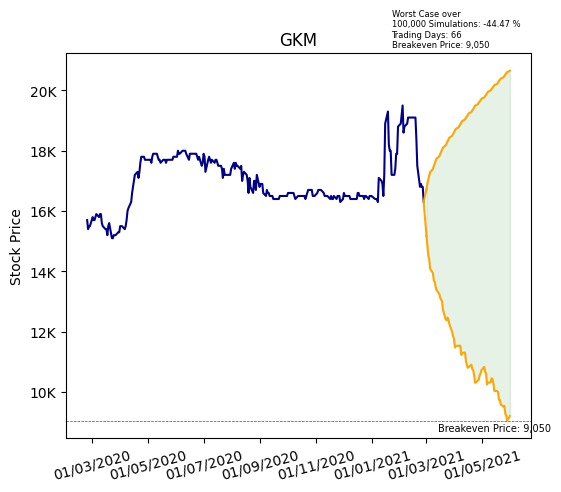 Worst Case over
100,000 Simulations: -44.47 %
Trading Days: 66
Breakeven Price: 9,050
GKM
Stock Price
20K
18K
16K
14K
12K
10K
Breakeven Price: 9,050
01/03/2020
01/05/2020
01/07/2020
01/09/2020
01/11/2020
01/01/2021
01/03/2021
01/05/2021